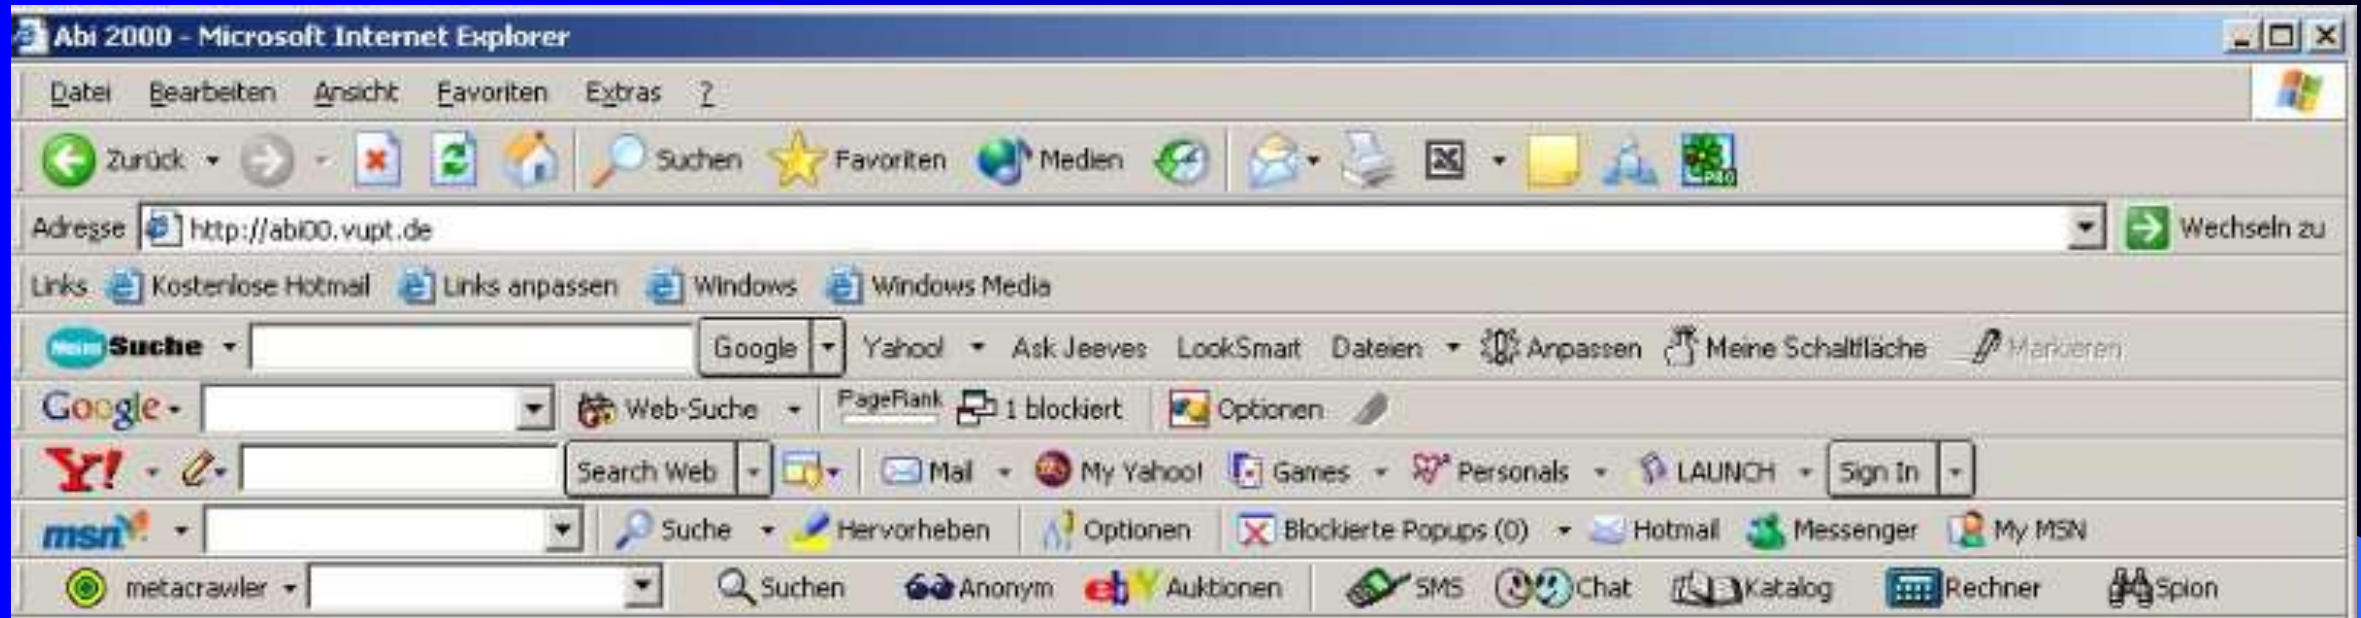 Abi 2000 - Microsoft Internet Explorer
Datei Bearbeiten Ansicht Favoriten Extras ?
Zurück Suchen Favoriten Medien PRO
Adresse http://abi00.vupt.de Wechseln zu
Links Kostenlose Hotmail Links anpassen Windows Windows Media
Meine Suche Google Yahoo! Ask Jeeves LookSmart Dateien Anpassen Meine Schaltfläche Markieren
Google Web-Suche PageRank 1 blockiert Optionen
Y! Search Web Mail My Yahoo! Games Personals LAUNCH Sign In
msn Suche Hervorheben Optionen Blockierte Popups (0) Hotmail Messenger My MSN
metacrawler Suchen Anonym ebY Auktionen SMS Chat Katalog Rechner Spion